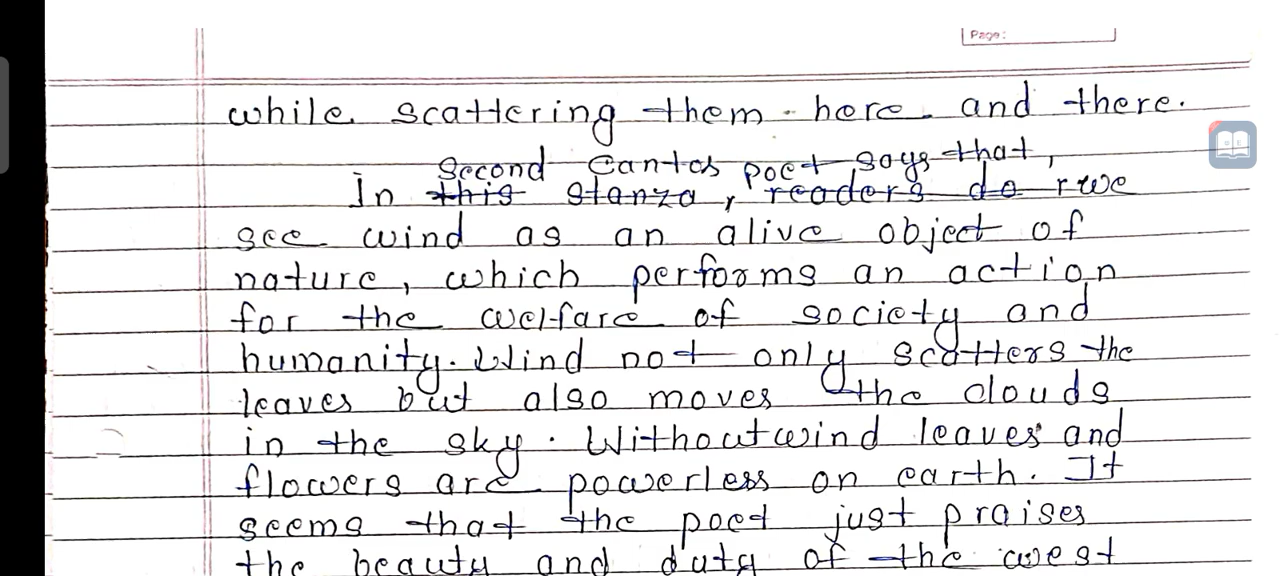 Page:
while scattering them here and there.
Second Cantos poet says that,
In this stanza, readers do we
see wind as an alive object of
nature, which performs an action
for the welfare of society and
humanity. Wind not only scatters the
leaves but also moves the clouds
in the sky. Without wind leaves and
flowers are powerless on earth. It
seems that the poet just praises
the beauty and duty of the west